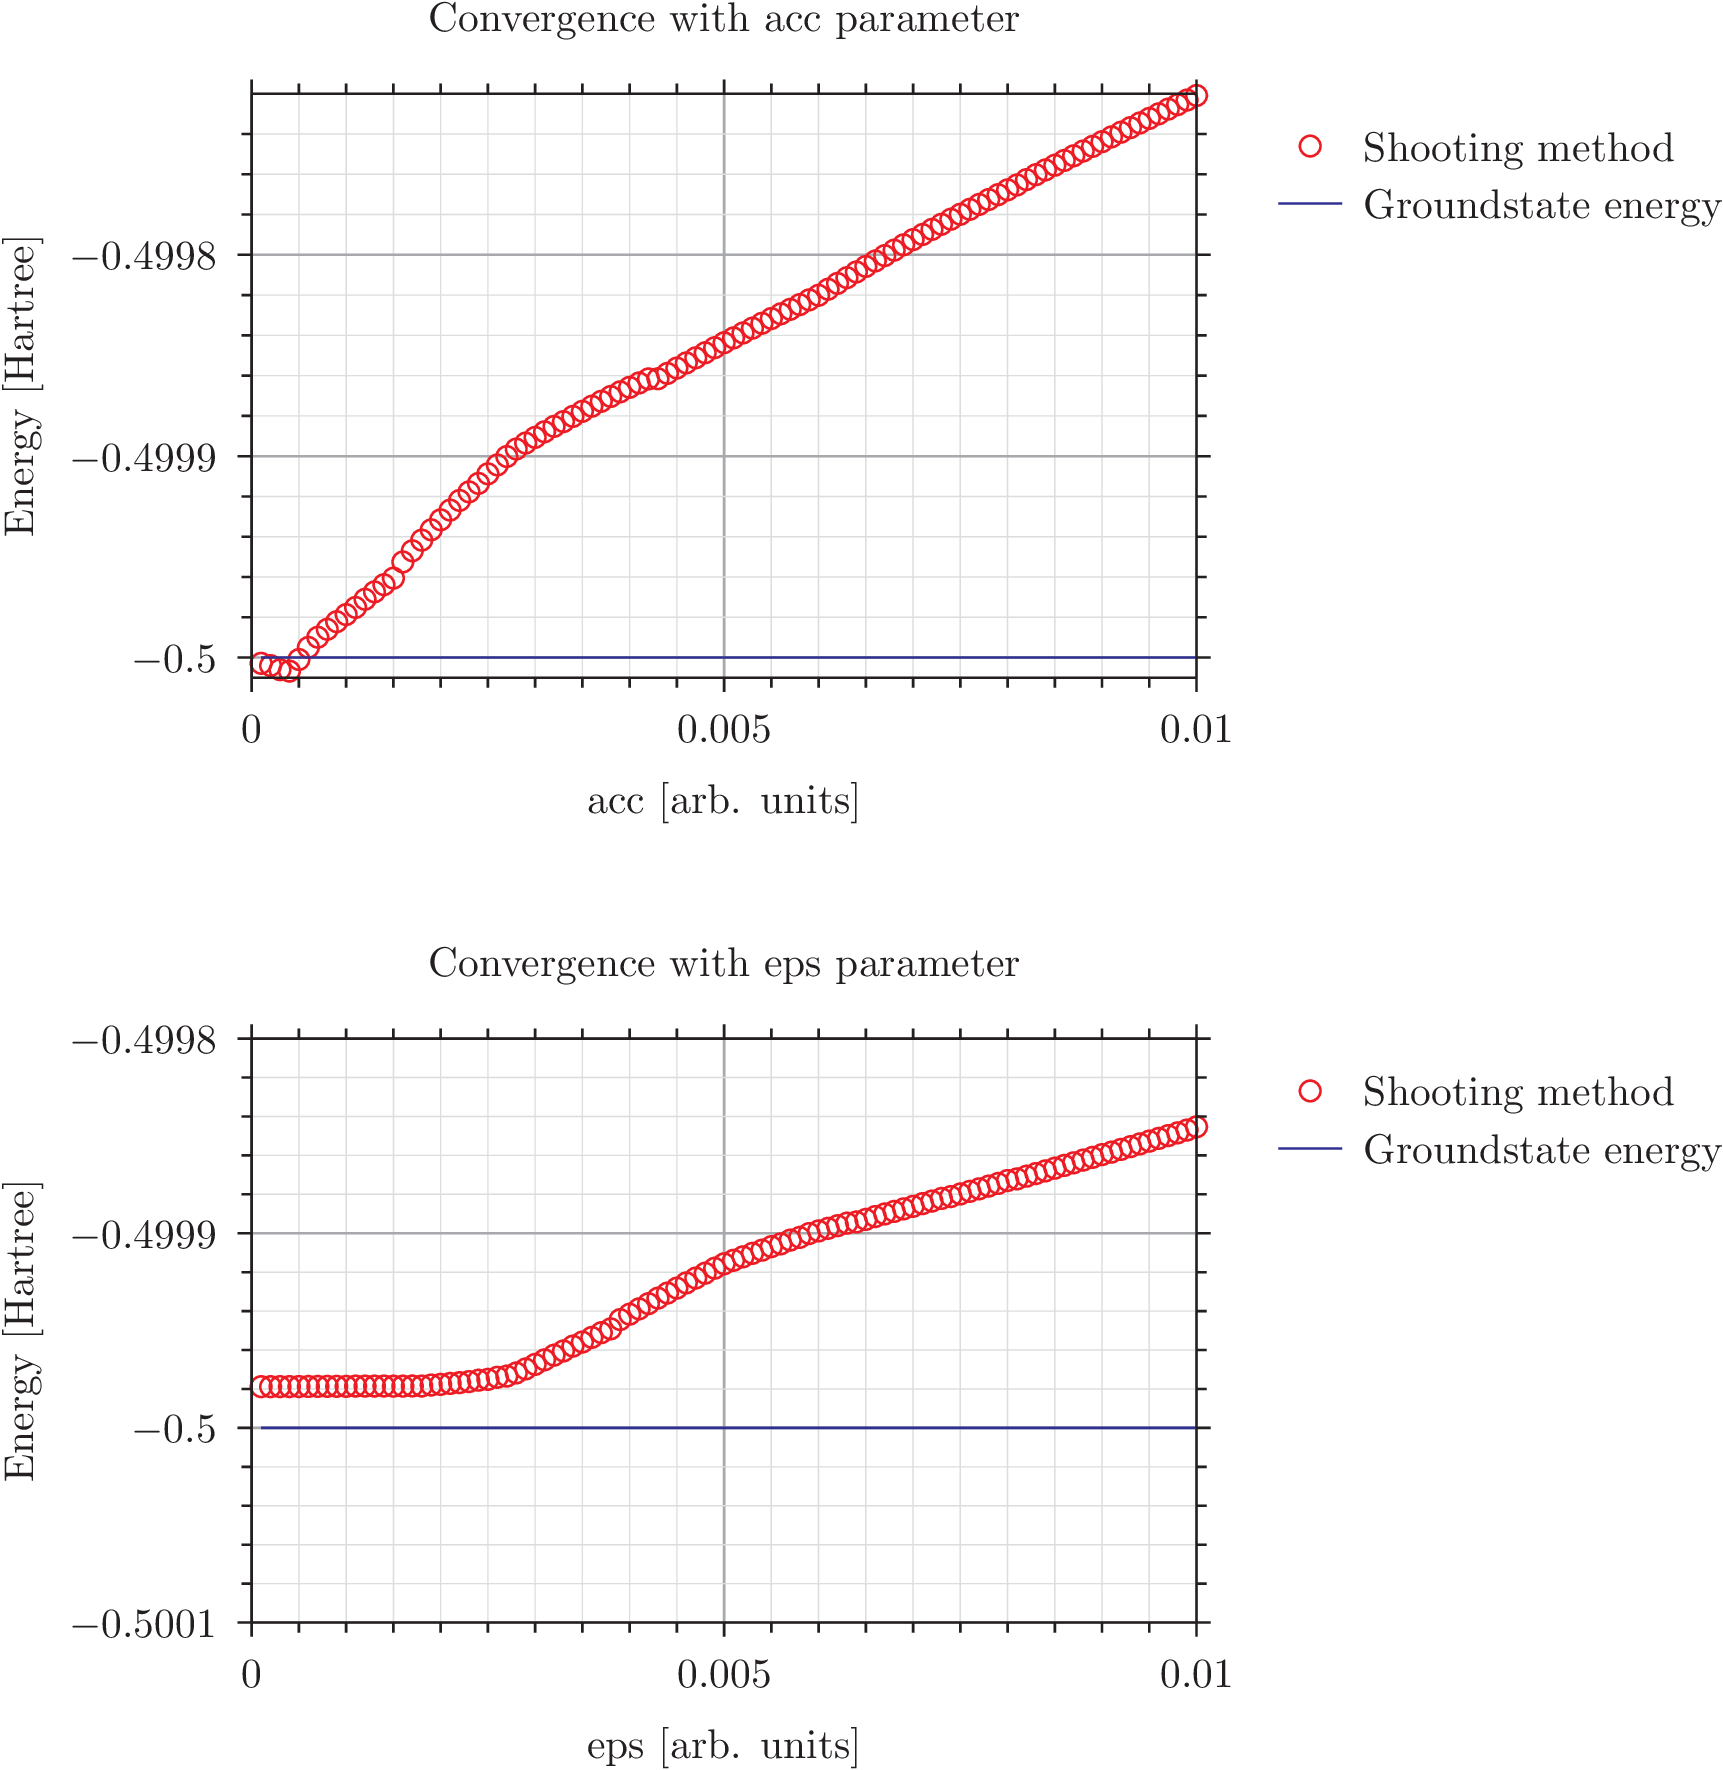 Convergence with acc parameter
Shooting method
Groundstate energy
Energy [Hartree]
−0.4998
−0.4999
−0.5
0
0.005
0.01
acc [arb. units]
Convergence with eps parameter
Shooting method
Groundstate energy
Energy [Hartree]
−0.4998
−0.4999
−0.5
−0.5001
0
0.005
0.01
eps [arb. units]